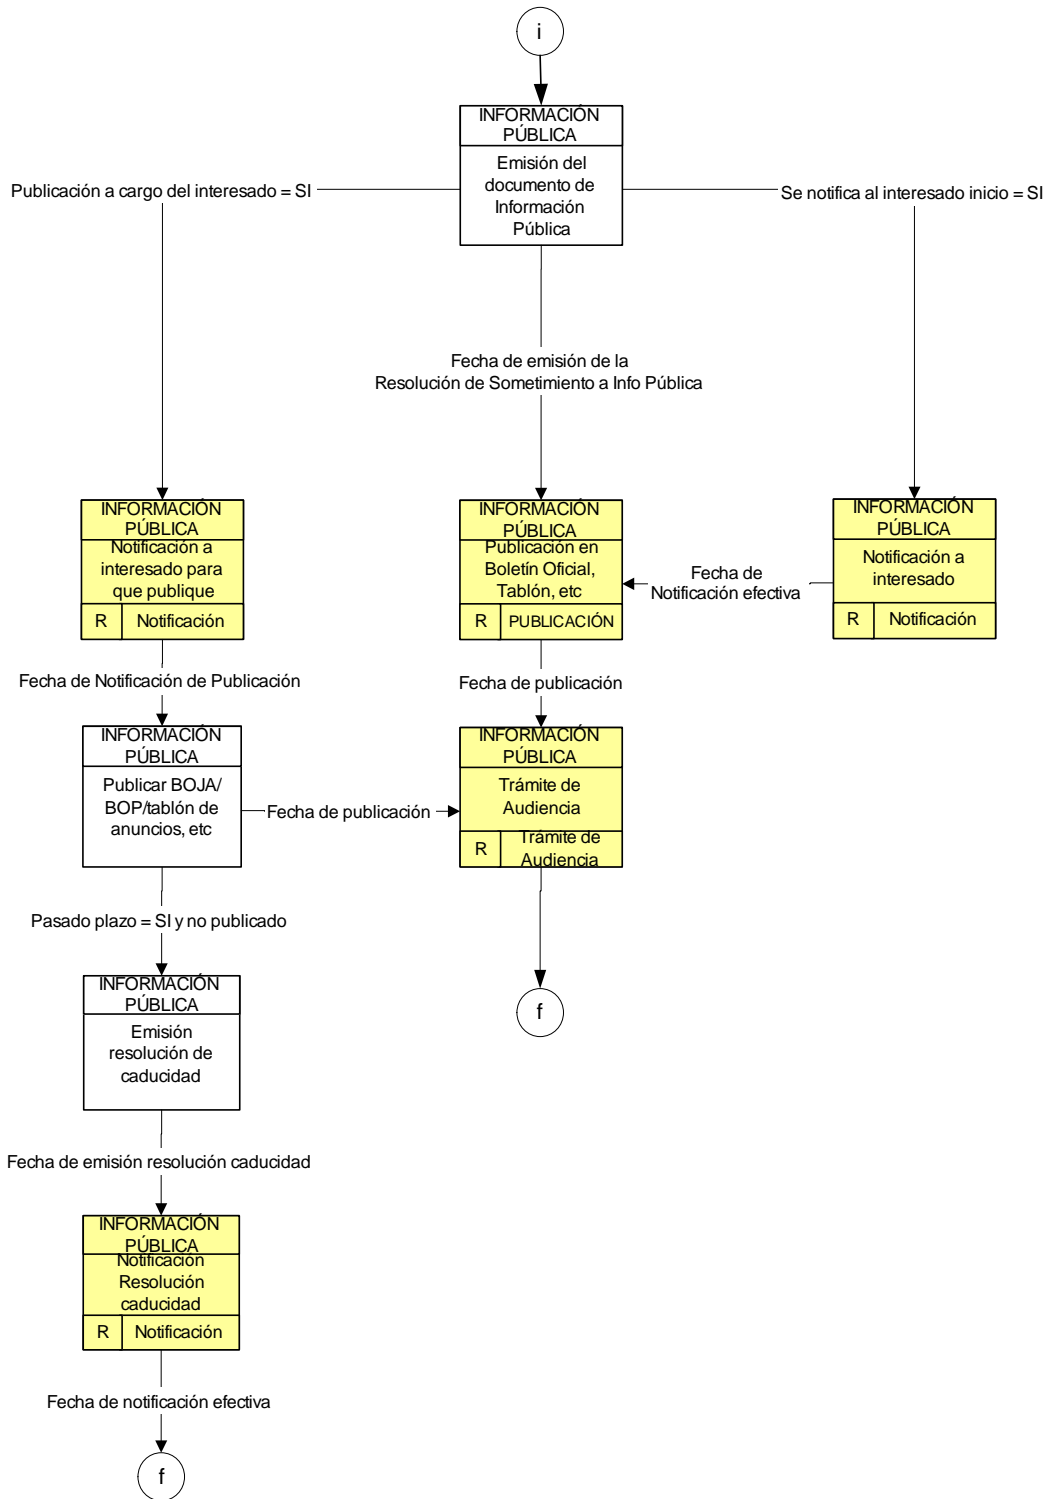 i
INFORMACIÓN
PÚBLICA
Emisión del
documento de
Información
Pública
Publicación a cargo del interesado = SI
Se notifica al interesado inicio = SI
Fecha de emisión de la
Resolución de Sometimiento a Info Pública
INFORMACIÓN
PÚBLICA
Notificación a
interesado para
que publique
R Notificación
INFORMACIÓN
PÚBLICA
Publicación en
Boletín Oficial,
Tablón, etc
R PUBLICACIÓN
Fecha de
Notificación efectiva
INFORMACIÓN
PÚBLICA
Notificación a
interesado
R Notificación
Fecha de Notificación de Publicación
Fecha de publicación
INFORMACIÓN
PÚBLICA
Publicar BOJA/
BOP/tablón de
anuncios, etc
Fecha de publicación
INFORMACIÓN
PÚBLICA
Trámite de
Audiencia
R Trámite de
Audiencia
Pasado plazo = SI y no publicado
INFORMACIÓN
PÚBLICA
Emisión
resolución de
caducidad
f
Fecha de emisión resolución caducidad
INFORMACIÓN
PÚBLICA
Notificación
Resolución
caducidad
R Notificación
Fecha de notificación efectiva
f